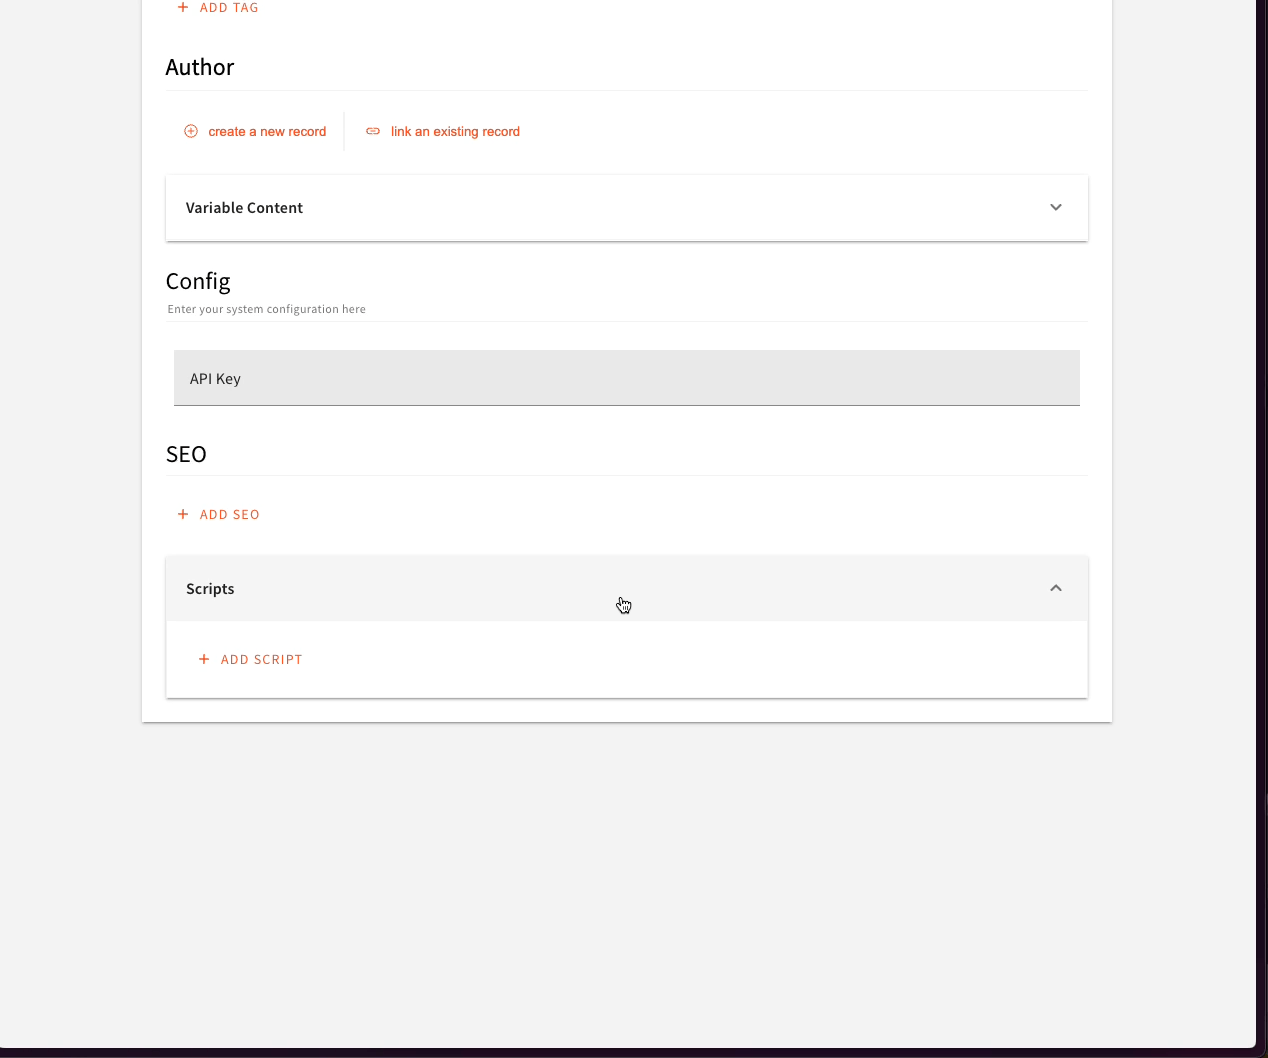 ADD TAG
Author
create a new record
link an existing record
Variable Content
Config
Enter your system configuration here
API Key
SEO
ADD SEO
Scripts
ADD SCRIPT